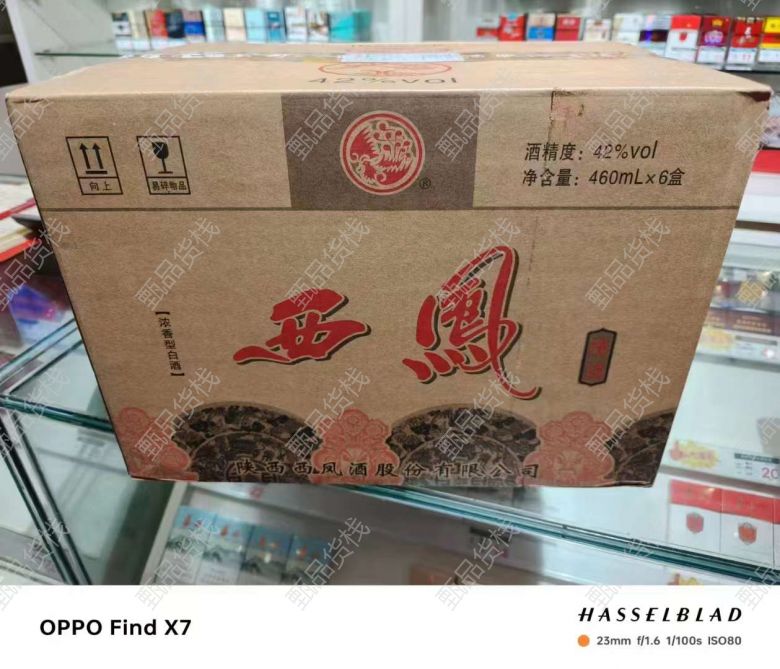 42%vol
向上
易碎物品
®
酒精度：42%vol
净含量：460mL×6盒
【浓香型白酒】
西鳳
陕西西凤酒股份有限公司
甄品货栈
OPPO Find X7
HASSELBLAD
23mm f/1.6 1/100s ISO80